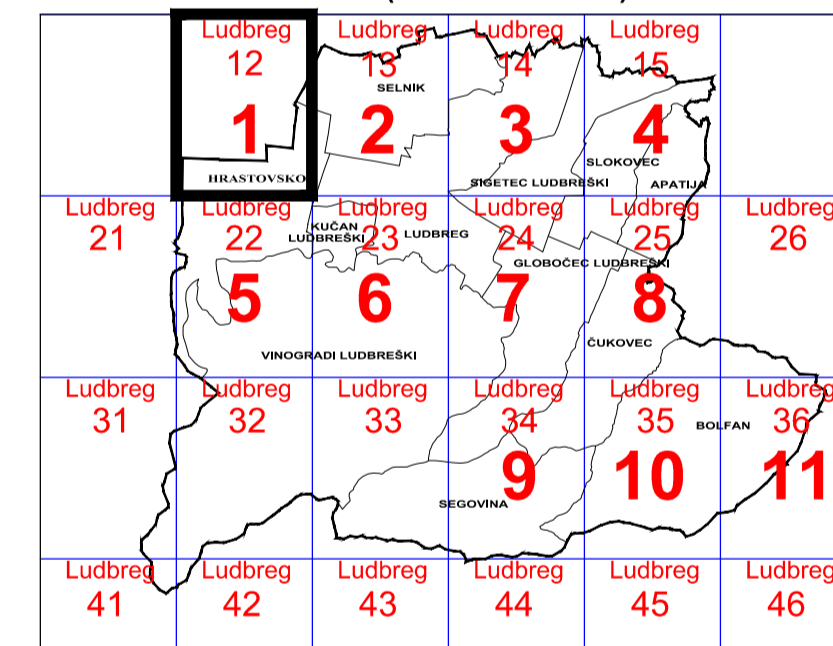 Ludbreg
12
1
HRASTOVSKO
Ludbreg
13
SELNIK
2
Ludbreg
14
3
SIGETEC LUDBREŠKI
Ludbreg
15
4
SLOKOVEC
APATIJA
Ludbreg
21
Ludbreg
22
5
KUČAN
LUDBREŠKI
Ludbreg
23
LUDBREG
6
VINOGRADI LUDBREŠKI
Ludbreg
24
7
GLOBOČEC LUDBREŠKI
Ludbreg
25
8
ČUKOVEC
Ludbreg
26
Ludbreg
31
Ludbreg
32
Ludbreg
33
Ludbreg
34
9
SEGOVINA
Ludbreg
35
10
BOLFAN
Ludbreg
36
11
Ludbreg
41
Ludbreg
42
Ludbreg
43
Ludbreg
44
Ludbreg
45
Ludbreg
46